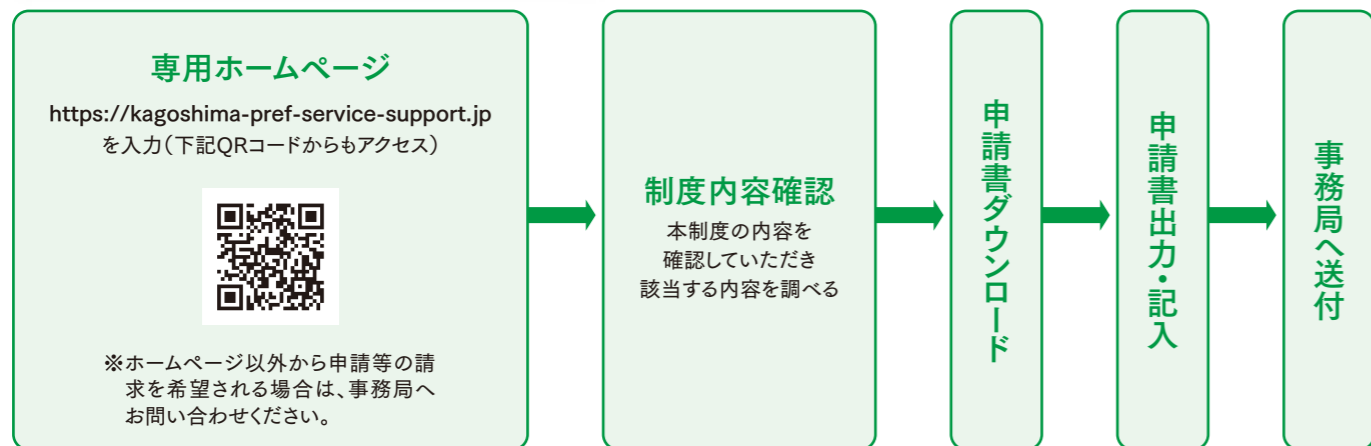 専用ホームページ
https://kagoshima-pref-service-support.jp
を入力(下記QRコードからもアクセス)
※ホームページ以外から申請等の請
求を希望される場合は、事務局へ
お問い合わせください。
制度内容確認
本制度の内容を
確認していただき
該当する内容を調べる
申請書ダウンロード
申請書出力・記入
事務局へ送付